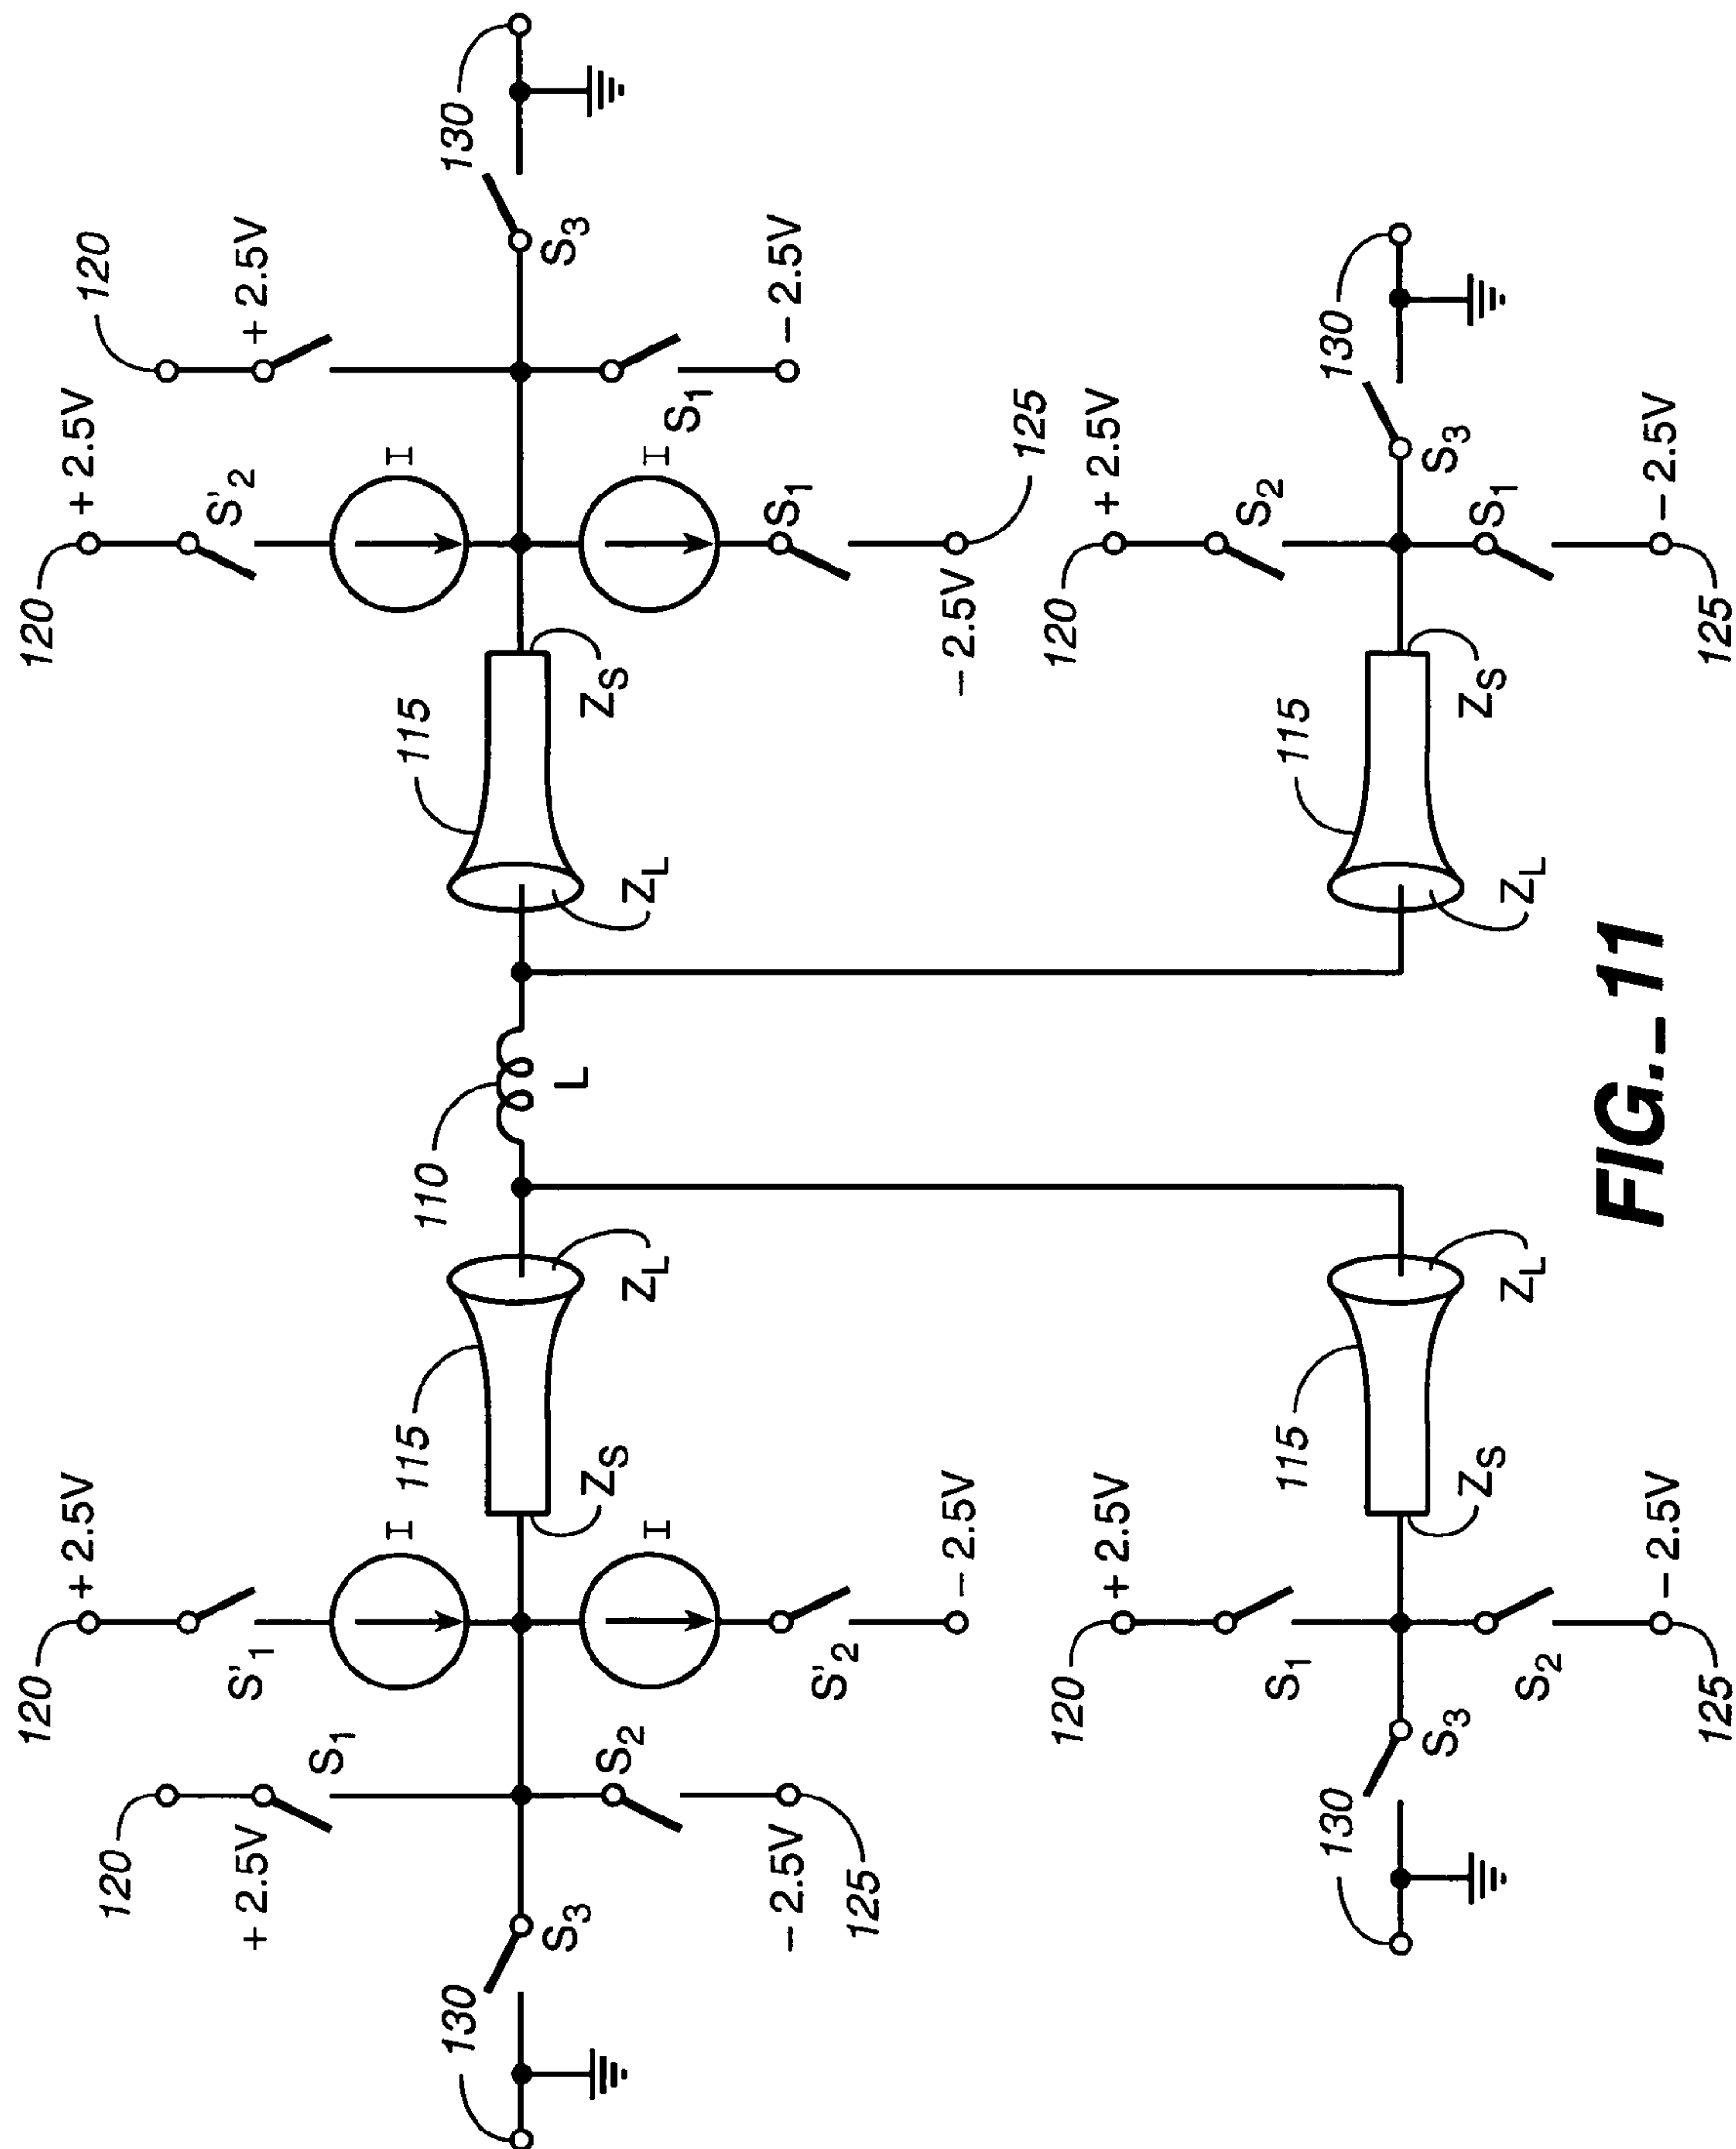 120 120
+ 2.5V + 2.5V
120 120
S'1 S'2
+ 2.5V + 2.5V
S1
I I
115 110 115
130 130
S3 L S3
ZS ZL ZL ZS
S2 I I S1
S'2 S1
− 2.5V − 2.5V
125
− 2.5V − 2.5V
125
120 120
+ 2.5V + 2.5V
S1 S2
115 115
130 130
S3 S3
ZS ZL ZL ZS
S2 S1
− 2.5V − 2.5V
125 125
FIG._11